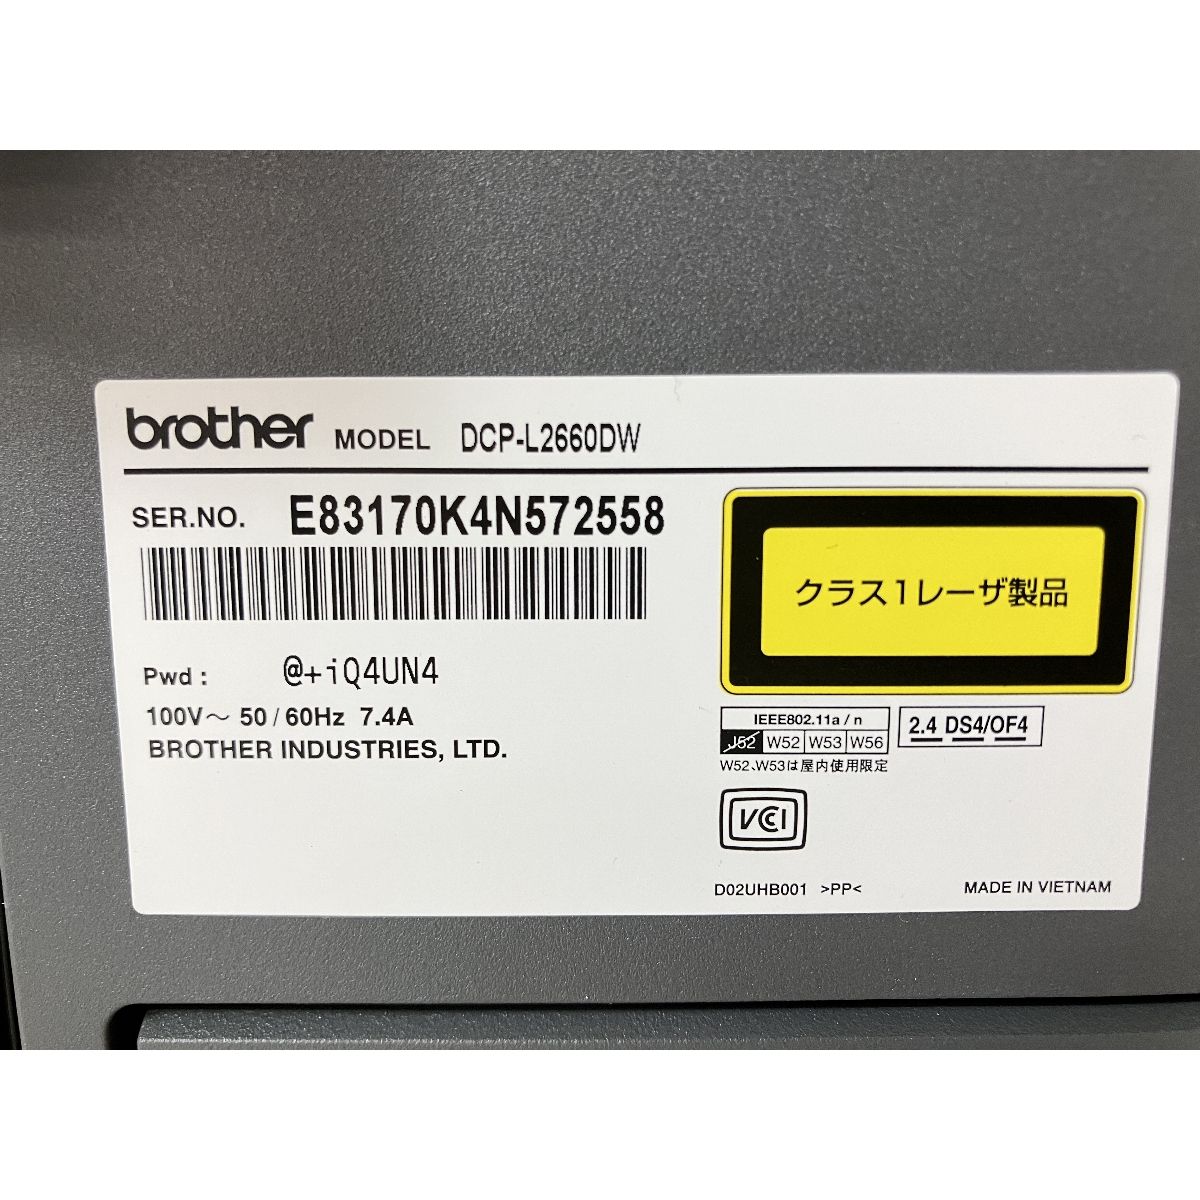 brother MODEL DCP-L2660DW
SER.NO. E83170K4N572558
クラス1レーザ製品
Pwd : @+iQ4UN4
100V～ 50 / 60Hz 7.4A
BROTHER INDUSTRIES, LTD.
IEEE802.11a / n
J52 W52 W53 W56
2.4 DS4/OF4
W52、W53は屋内使用限定
VCCI
D02UHB001 >PP<
MADE IN VIETNAM